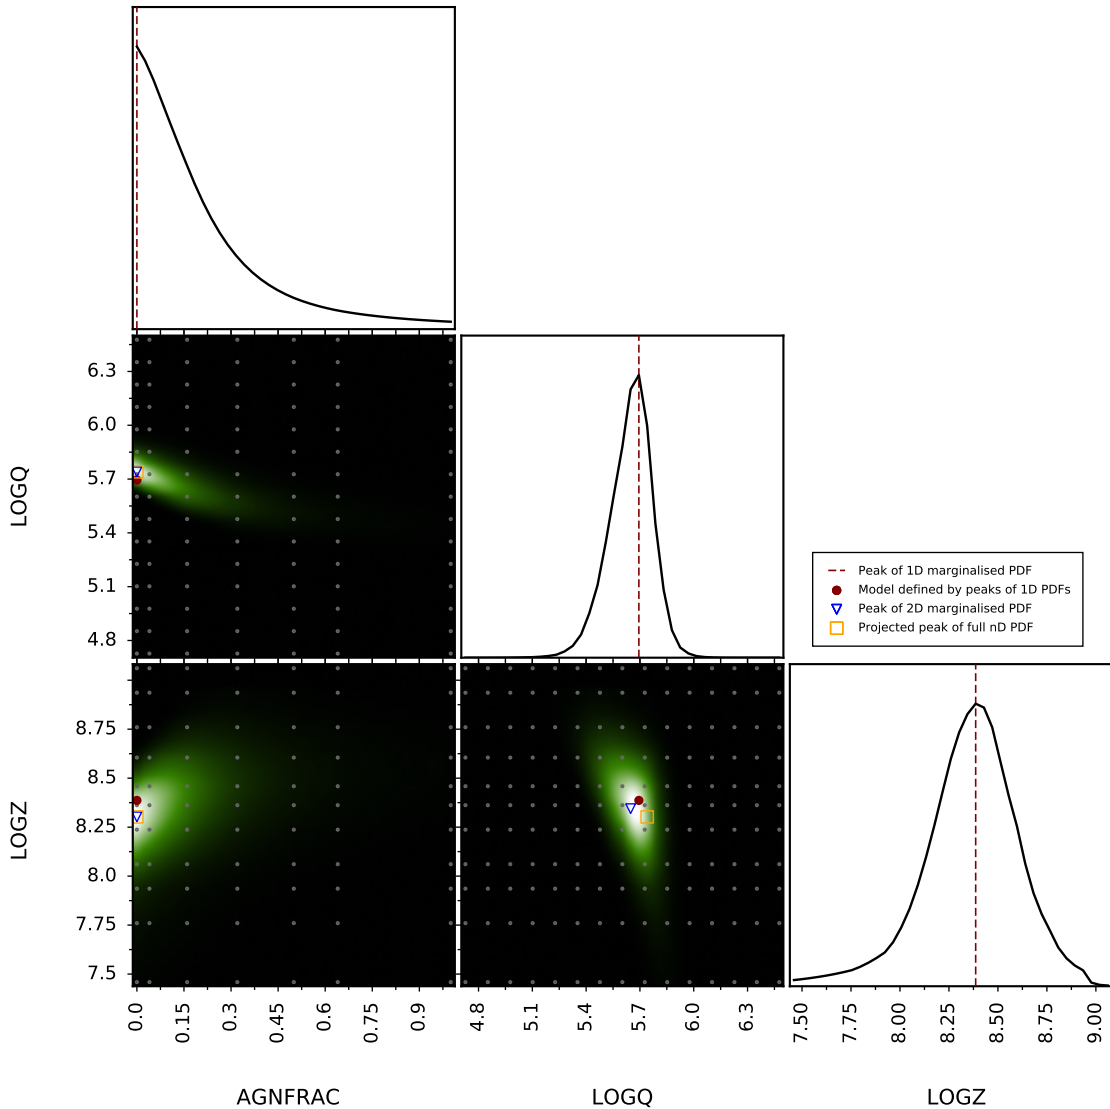 6.3
6.0
5.7
5.4
5.1
4.8
LOGQ
Peak of 1D marginalised PDF
Model defined by peaks of 1D PDFs
Peak of 2D marginalised PDF
Projected peak of full nD PDF
8.75
8.5
8.25
8.0
7.75
7.5
LOGZ
0.0 0.15 0.3 0.45 0.6 0.75 0.9
4.8 5.1 5.4 5.7 6.0 6.3
7.50 7.75 8.00 8.25 8.50 8.75 9.00
AGNFRAC
LOGQ
LOGZ